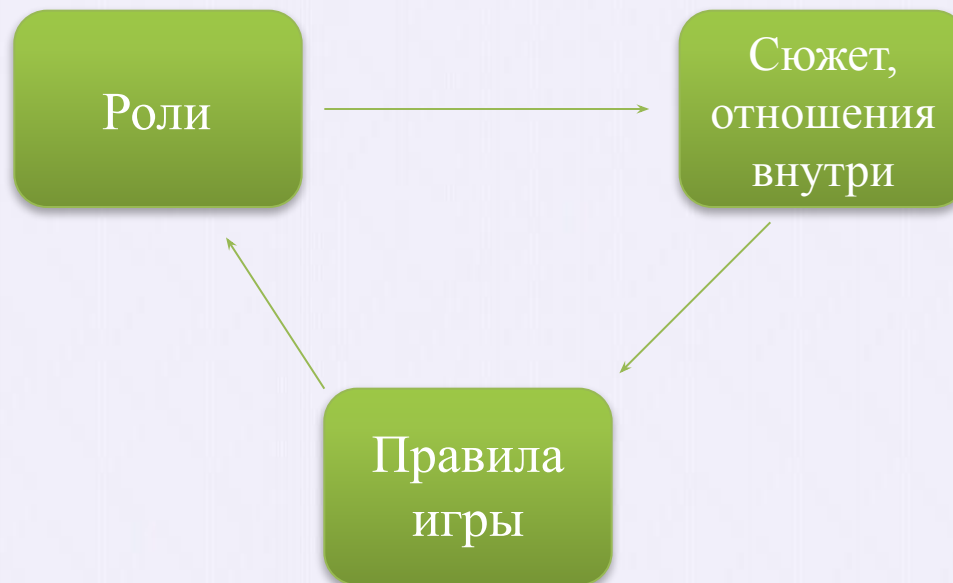 Роли
Сюжет,
отношения
внутри
Правила
игры